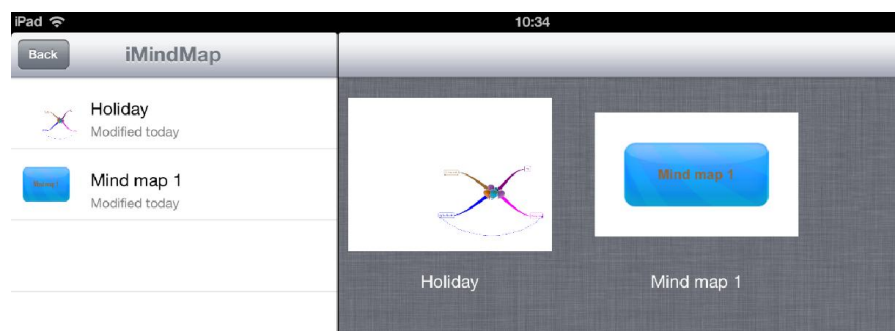 iPad 10:34
Back iMindMap
Holiday
Modified today
Mind map 1
Modified today
Mind map 1
Holiday Mind map 1